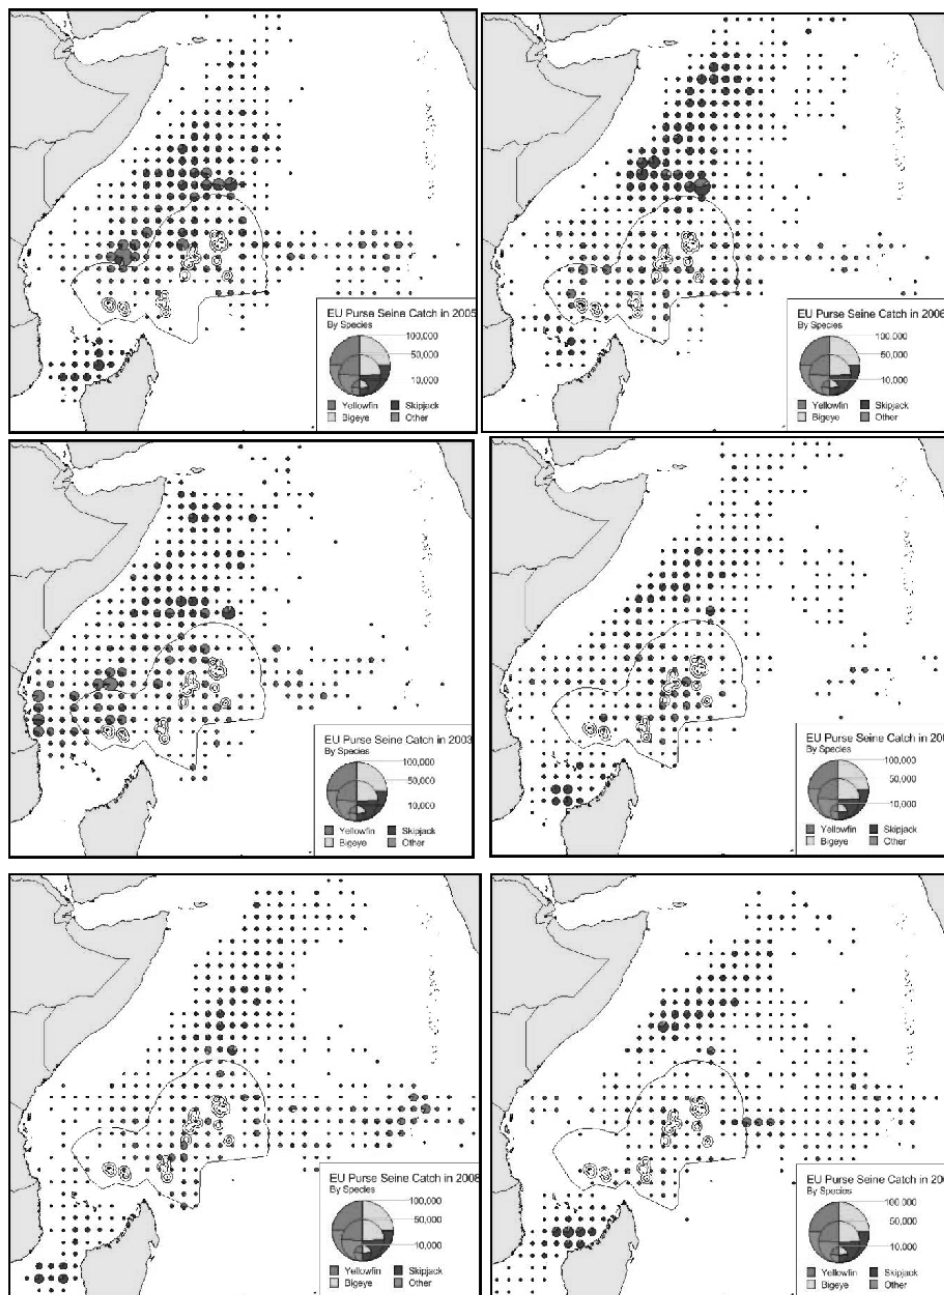 EU Purse Seine Catch in 2005
By Species
100,000
50,000
10,000
Yellowfin
Skipjack
Bigeye
Other
EU Purse Seine Catch in 2006
By Species
100,000
50,000
10,000
Yellowfin
Skipjack
Bigeye
Other
EU Purse Seine Catch in 2003
By Species
100,000
50,000
10,000
Yellowfin
Skipjack
Bigeye
Other
EU Purse Seine Catch in 200
By Species
100,000
50,000
10,000
Yellowfin
Skipjack
Bigeye
Other
EU Purse Seine Catch in 2008
By Species
100,000
50,000
10,000
Yellowfin
Skipjack
Bigeye
Other
EU Purse Seine Catch in 200
By Species
100,000
50,000
10,000
Yellowfin
Skipjack
Bigeye
Other